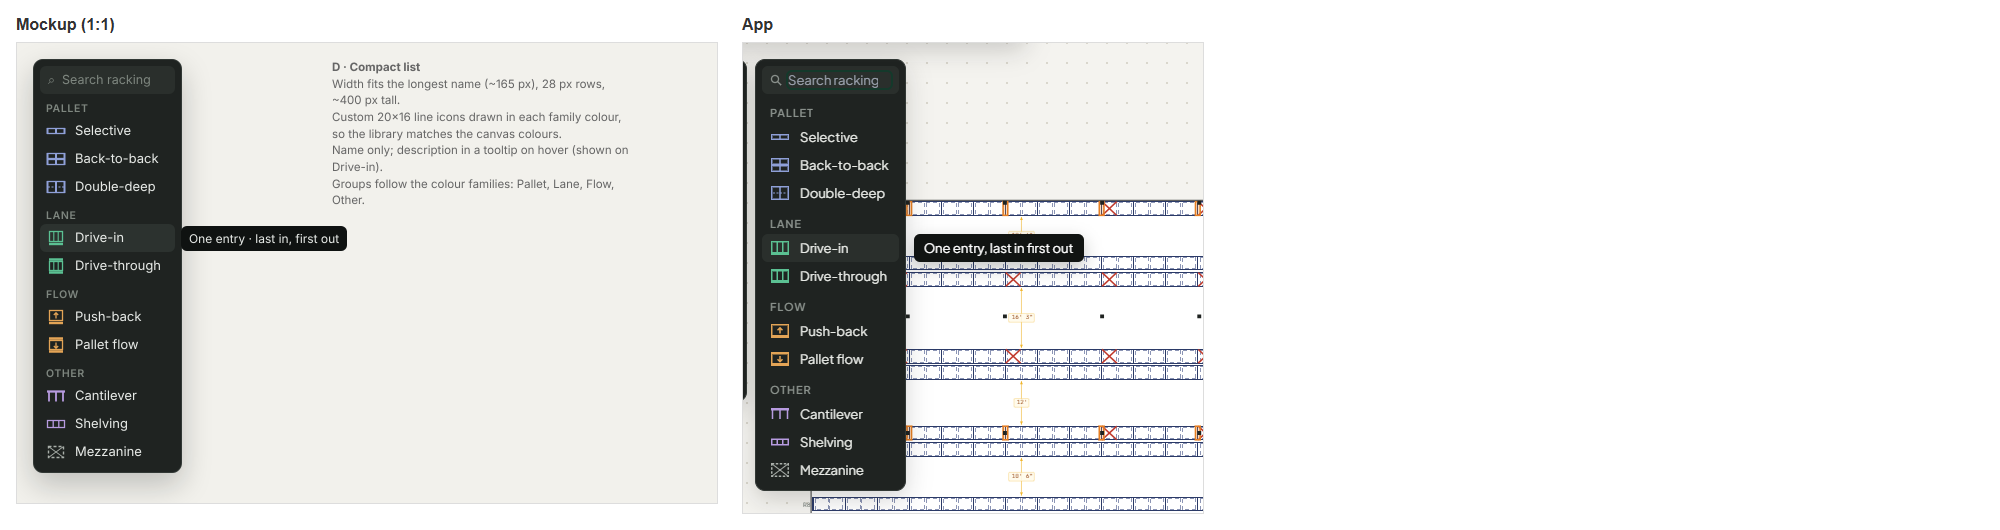 Mockup (1:1)
Search racking
PALLET
Selective
Back-to-back
Double-deep
LANE
Drive-in
Drive-through
FLOW
Push-back
Pallet flow
OTHER
Cantilever
Shelving
Mezzanine
One entry · last in, first out
D · Compact list
Width fits the longest name (~165 px), 28 px rows,
~400 px tall.
Custom 20×16 line icons drawn in each family colour,
so the library matches the canvas colours.
Name only; description in a tooltip on hover (shown on
Drive-in).
Groups follow the colour families: Pallet, Lane, Flow,
Other.
App
Search racking
PALLET
Selective
Back-to-back
Double-deep
LANE
Drive-in
Drive-through
FLOW
Push-back
Pallet flow
OTHER
Cantilever
Shelving
Mezzanine
One entry, last in first out
16' 3"
12'